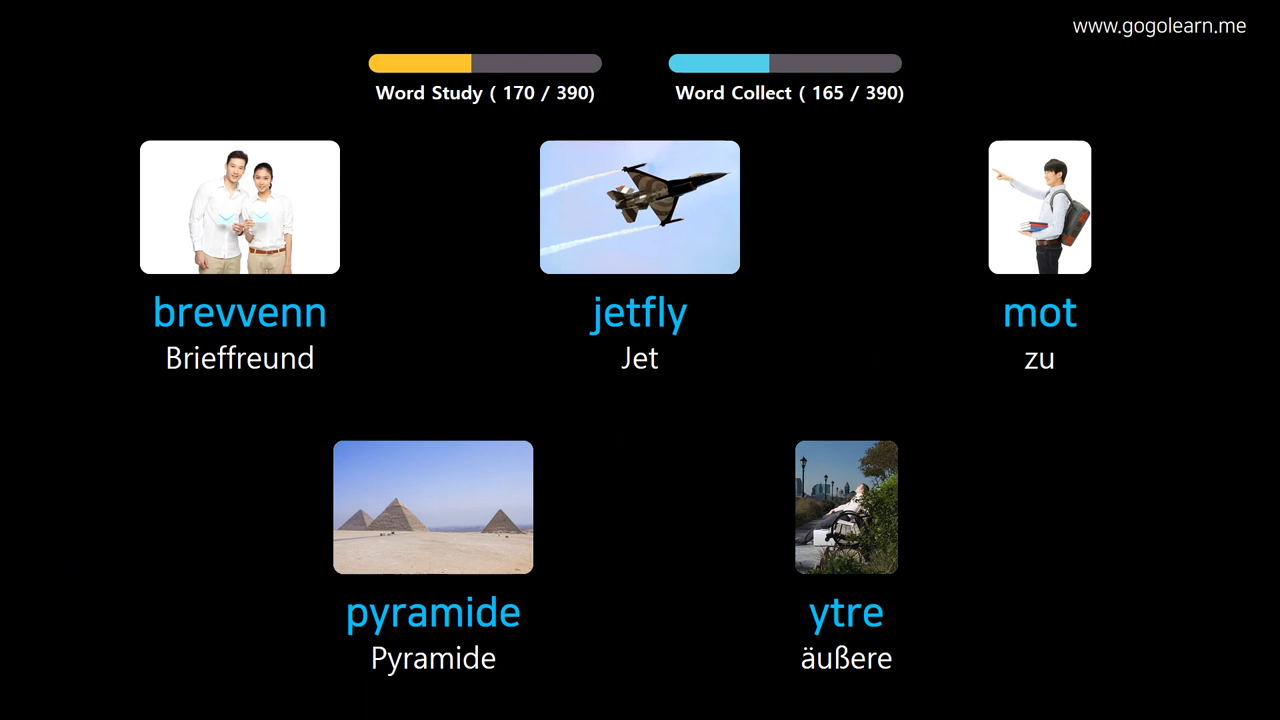 www.gogolearn.me
Word Study ( 170 / 390)
Word Collect ( 165 / 390)
brevvenn
Brieffreund
jetfly
Jet
mot
zu
pyramide
Pyramide
ytre
äußere